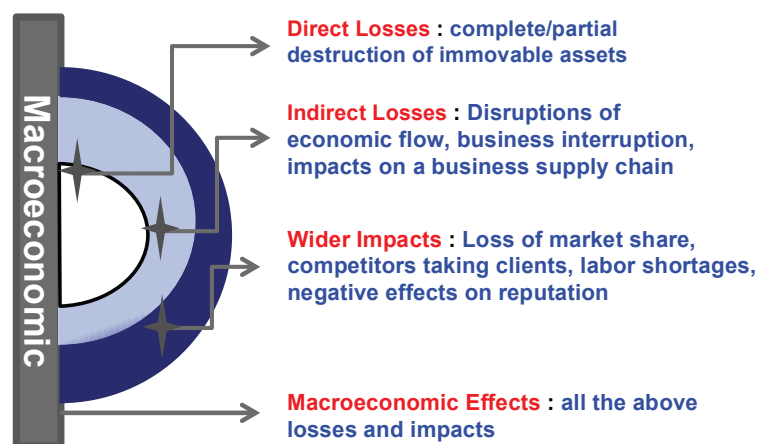 Macroeconomic
Direct Losses : complete/partial
destruction of immovable assets
Indirect Losses : Disruptions of
economic flow, business interruption,
impacts on a business supply chain
Wider Impacts : Loss of market share,
competitors taking clients, labor shortages,
negative effects on reputation
Macroeconomic Effects : all the above
losses and impacts